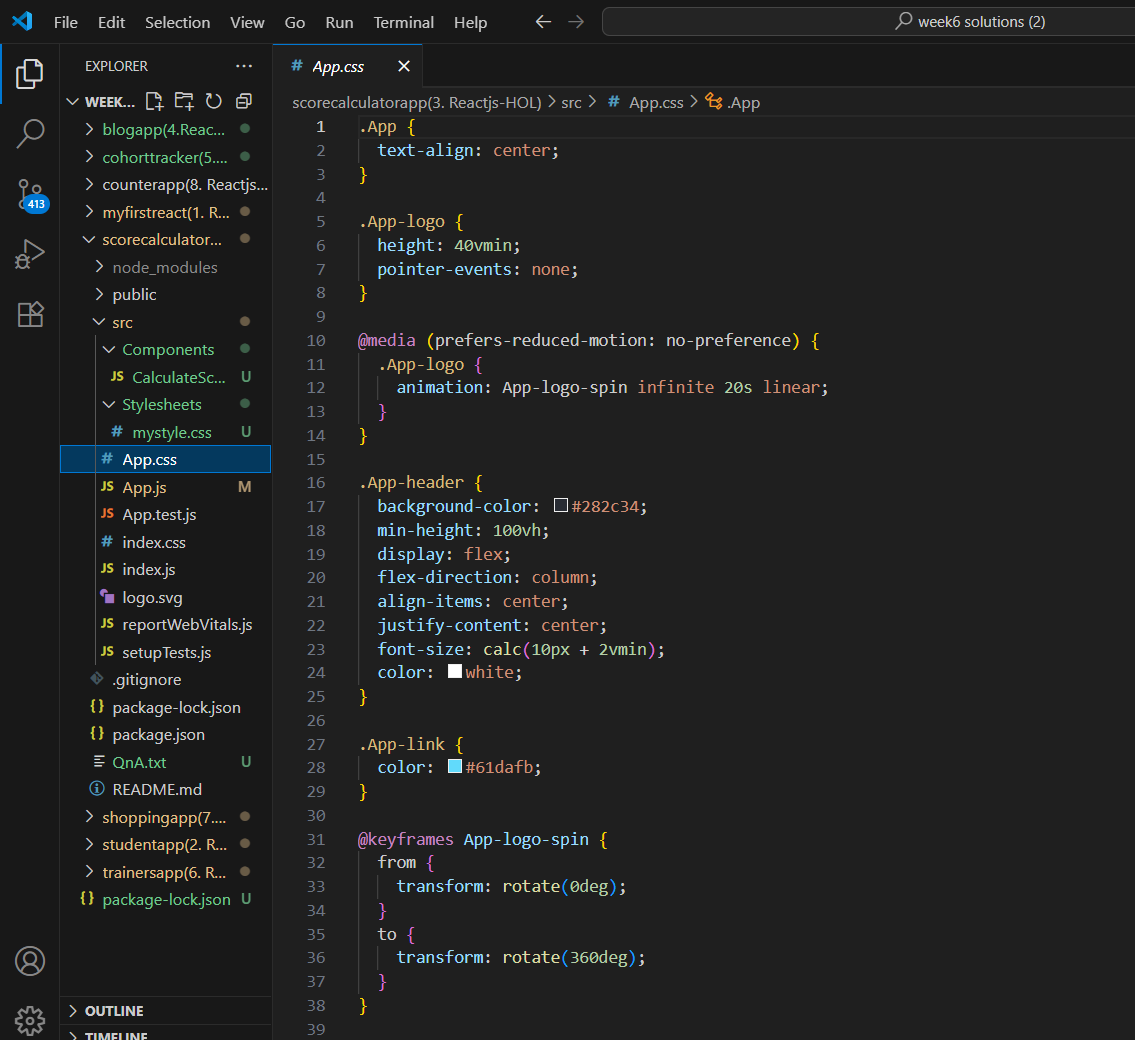 File Edit Selection View Go Run Terminal Help
week6 solutions (2)
EXPLORER
WEEK...
blogapp(4.Reac...
cohorttracker(5....
counterapp(8. Reactjs...
myfirstreact(1. R...
scorecalculator...
node_modules
public
src
Components
JS CalculateSc... U
Stylesheets
# mystyle.css U
# App.css
JS App.js M
JS App.test.js
# index.css
JS index.js
logo.svg
JS reportWebVitals.js
JS setupTests.js
.gitignore
{} package-lock.json
{} package.json
QnA.txt U
README.md
shoppingapp(7....
studentapp(2. R...
trainersapp(6. R...
{} package-lock.json U
OUTLINE
TIMELINE
413
# App.css
scorecalculatorapp(3. Reactjs-HOL) > src > # App.css > .App
1 .App {
2 text-align: center;
3 }
4
5 .App-logo {
6 height: 40vmin;
7 pointer-events: none;
8 }
9
10 @media (prefers-reduced-motion: no-preference) {
11 .App-logo {
12 animation: App-logo-spin infinite 20s linear;
13 }
14 }
15
16 .App-header {
17 background-color: #282c34;
18 min-height: 100vh;
19 display: flex;
20 flex-direction: column;
21 align-items: center;
22 justify-content: center;
23 font-size: calc(10px + 2vmin);
24 color: white;
25 }
26
27 .App-link {
28 color: #61dafb;
29 }
30
31 @keyframes App-logo-spin {
32 from {
33 transform: rotate(0deg);
34 }
35 to {
36 transform: rotate(360deg);
37 }
38 }
39